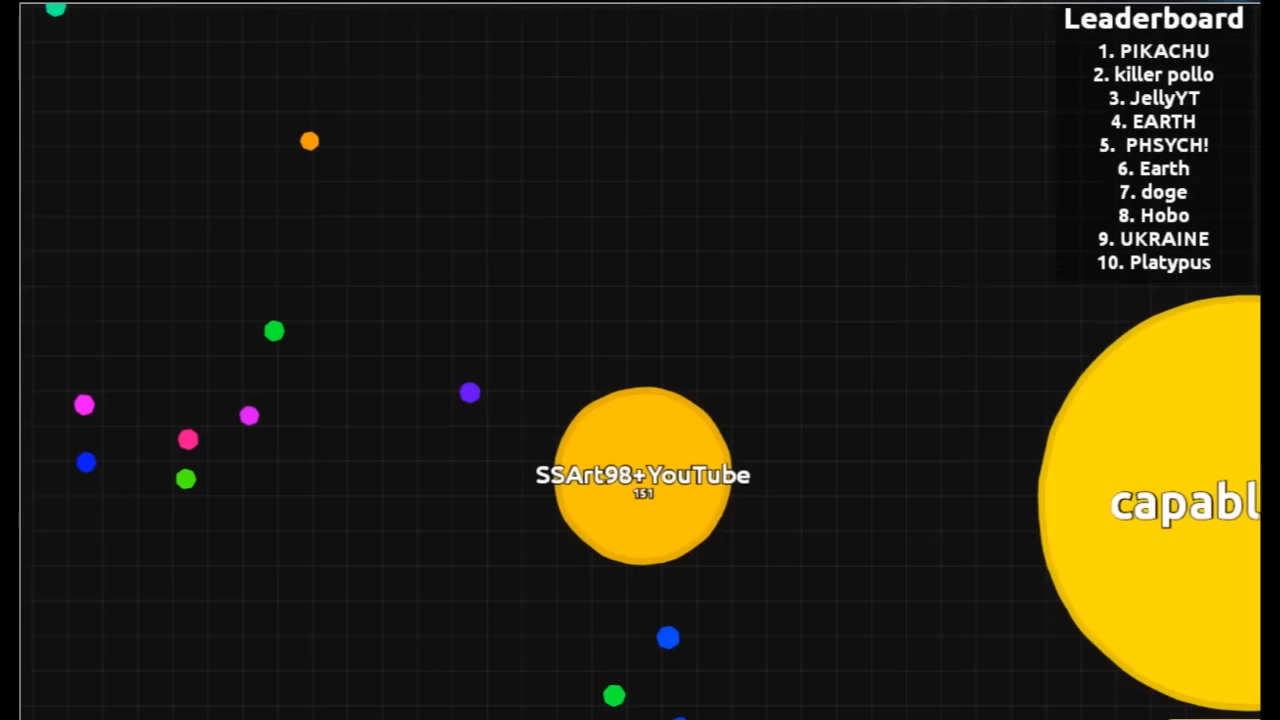 Leaderboard
1. PIKACHU
2. killer pollo
3. JellyYT
4. EARTH
5. PHSYCH!
6. Earth
7. doge
8. Hobo
9. UKRAINE
10. Platypus
SSArt98+YouTube
151
capabl